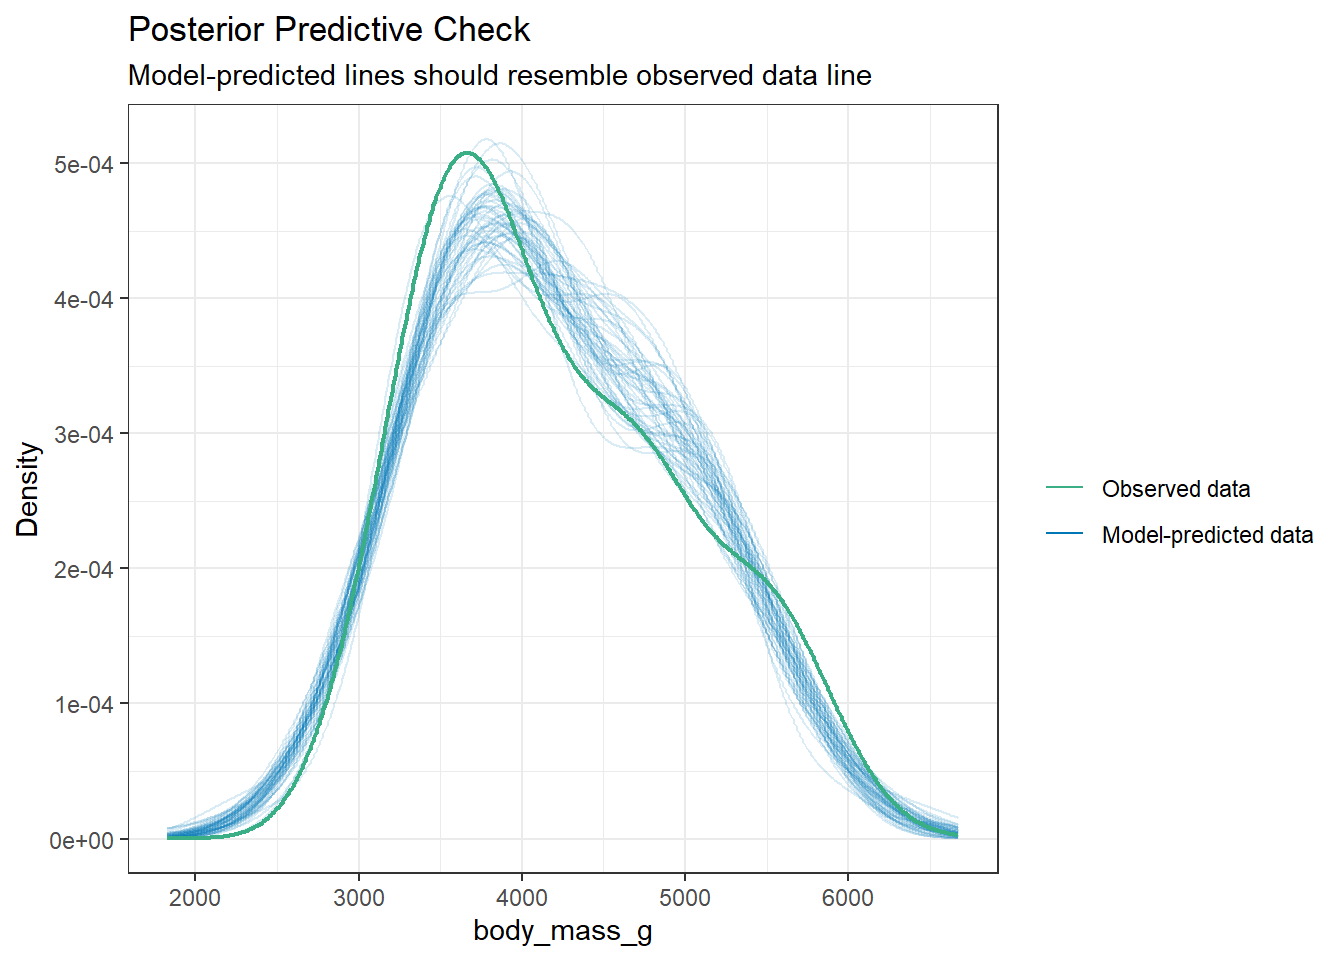 Posterior Predictive Check
Model-predicted lines should resemble observed data line
5e-04
4e-04
3e-04
2e-04
1e-04
0e+00
Density
2000 3000 4000 5000 6000
body_mass_g
Observed data
Model-predicted data